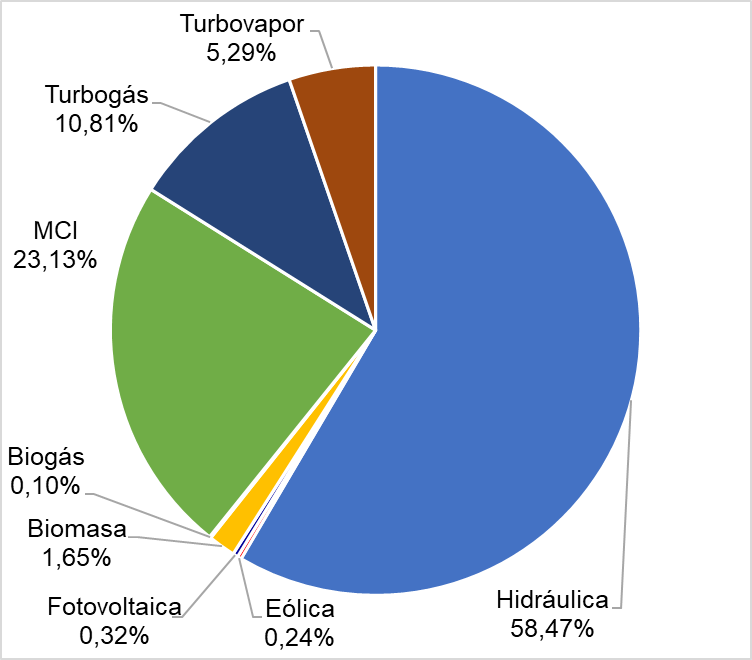 Turbovapor
5,29%
Turbogás
10,81%
MCI
23,13%
Biogás
0,10%
Biomasa
1,65%
Fotovoltaica
0,32%
Eólica
0,24%
Hidráulica
58,47%